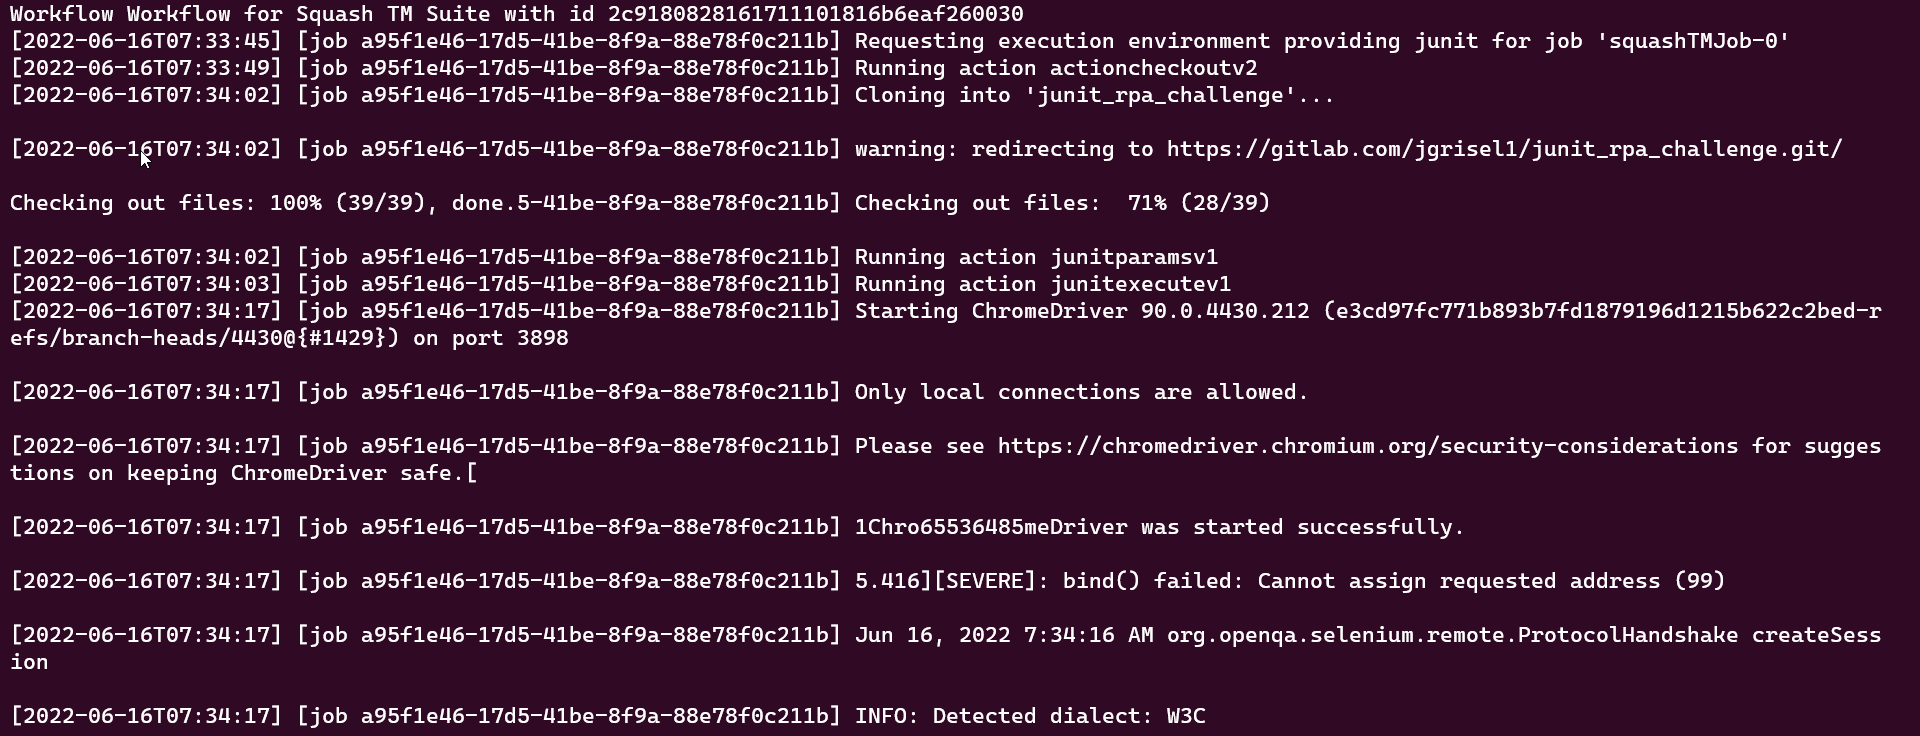 Workflow Workflow for Squash TM Suite with id 2c9180828161711101816b6eaf260030
[2022-06-16T07:33:45] [job a95f1e46-17d5-41be-8f9a-88e78f0c211b] Requesting execution environment providing junit for job 'squashTMJob-0'
[2022-06-16T07:33:49] [job a95f1e46-17d5-41be-8f9a-88e78f0c211b] Running action actioncheckoutv2
[2022-06-16T07:34:02] [job a95f1e46-17d5-41be-8f9a-88e78f0c211b] Cloning into 'junit_rpa_challenge'...
[2022-06-16T07:34:02] [job a95f1e46-17d5-41be-8f9a-88e78f0c211b] warning: redirecting to https://gitlab.com/jgrisel1/junit_rpa_challenge.git/
Checking out files: 100% (39/39), done.5-41be-8f9a-88e78f0c211b] Checking out files:  71% (28/39)
[2022-06-16T07:34:02] [job a95f1e46-17d5-41be-8f9a-88e78f0c211b] Running action junitparamsv1
[2022-06-16T07:34:03] [job a95f1e46-17d5-41be-8f9a-88e78f0c211b] Running action junitexecutev1
[2022-06-16T07:34:17] [job a95f1e46-17d5-41be-8f9a-88e78f0c211b] Starting ChromeDriver 90.0.4430.212 (e3cd97fc771b893b7fd1879196d1215b622c2bed-r
efs/branch-heads/4430@{#1429}) on port 3898
[2022-06-16T07:34:17] [job a95f1e46-17d5-41be-8f9a-88e78f0c211b] Only local connections are allowed.
[2022-06-16T07:34:17] [job a95f1e46-17d5-41be-8f9a-88e78f0c211b] Please see https://chromedriver.chromium.org/security-considerations for sugges
tions on keeping ChromeDriver safe.[
[2022-06-16T07:34:17] [job a95f1e46-17d5-41be-8f9a-88e78f0c211b] 1Chro65536485meDriver was started successfully.
[2022-06-16T07:34:17] [job a95f1e46-17d5-41be-8f9a-88e78f0c211b] 5.416][SEVERE]: bind() failed: Cannot assign requested address (99)
[2022-06-16T07:34:17] [job a95f1e46-17d5-41be-8f9a-88e78f0c211b] Jun 16, 2022 7:34:16 AM org.openqa.selenium.remote.ProtocolHandshake createSess
ion
[2022-06-16T07:34:17] [job a95f1e46-17d5-41be-8f9a-88e78f0c211b] INFO: Detected dialect: W3C